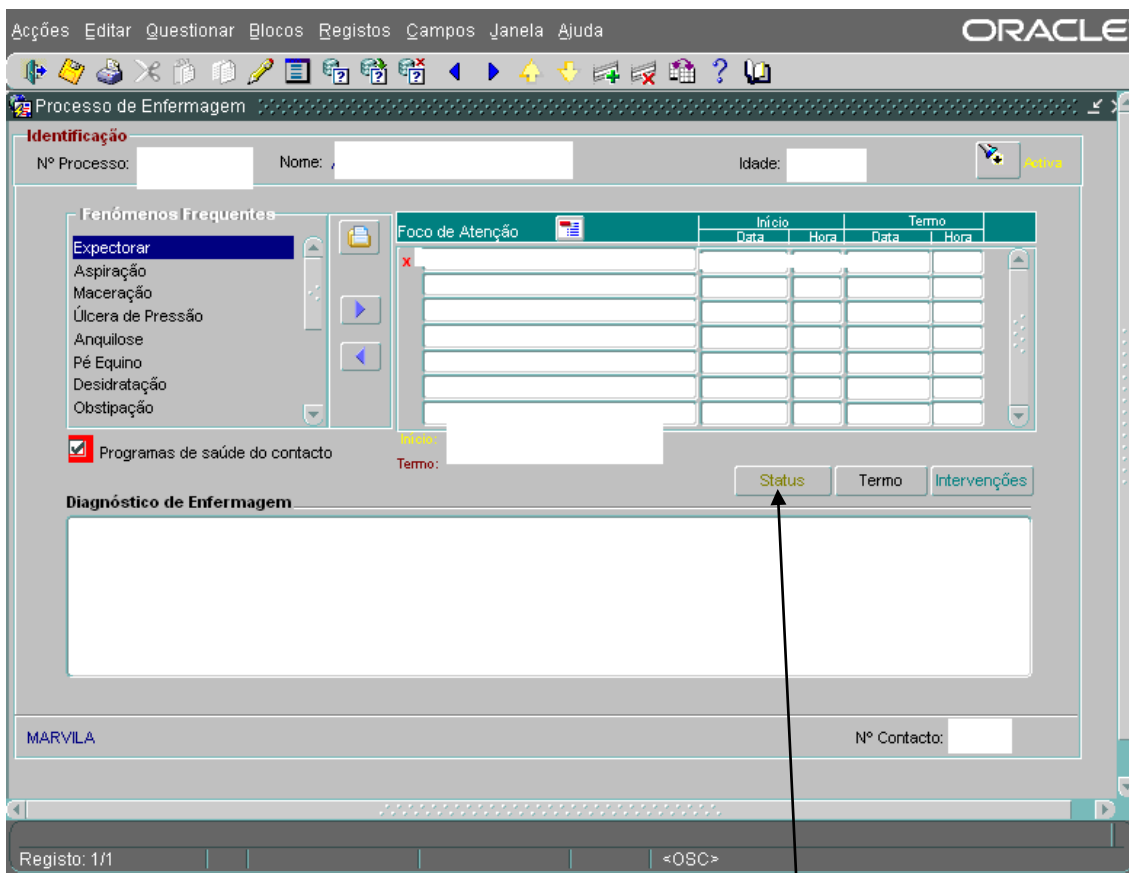 Acções Editar Questionar Blocos Registos Campos Janela Ajuda ORACLE
Processo de Enfermagem
Identificação
Nº Processo: Nome: Idade: Activa
Fenómenos Frequentes
Foco de Atenção Início Termo
Data Hora Data Hora
Expectorar
x
Aspiração
Maceração
Úlcera de Pressão
Anquilose
Pé Equino
Desidratação
Obstipação
Programas de saúde do contacto
Início:
Termo:
Status Termo Intervenções
Diagnóstico de Enfermagem
MARVILA Nº Contacto:
Registo: 1/1 <OSC>